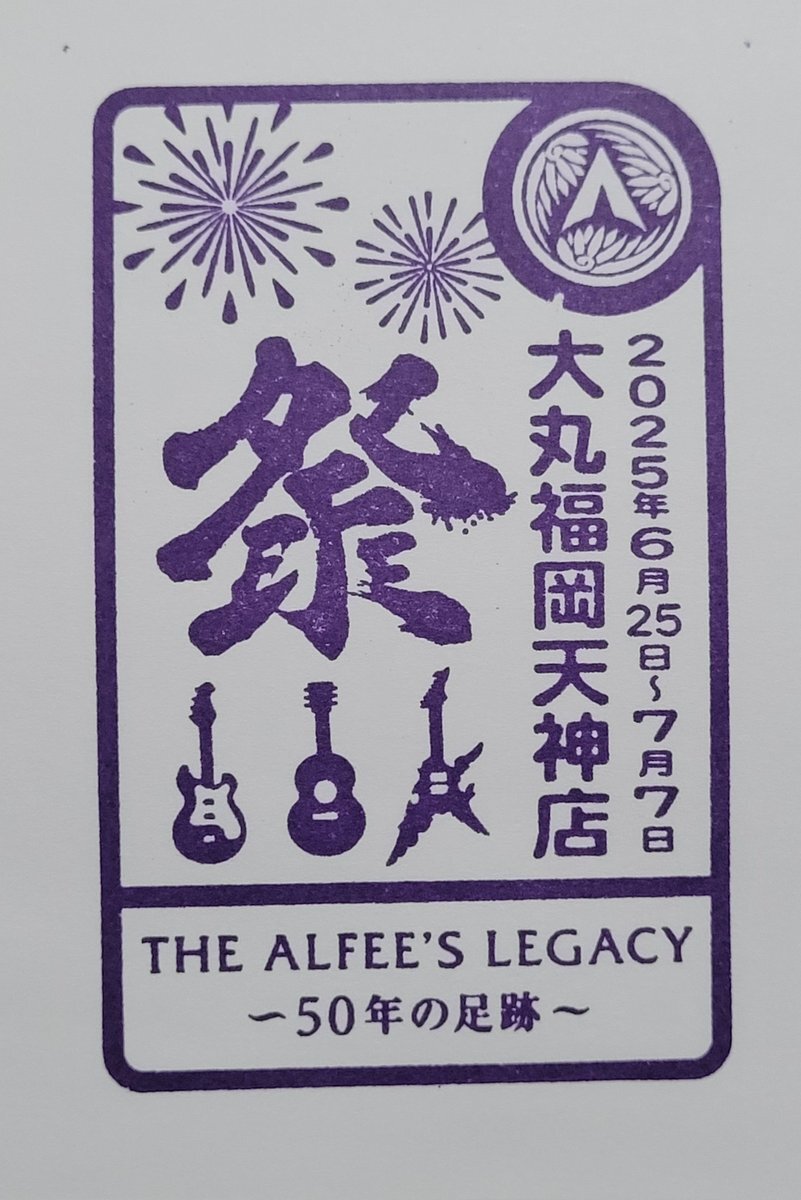 2025年6月25日~7月7日
大丸福岡天神店
祭
THE ALFEE'S LEGACY
~50年の足跡~